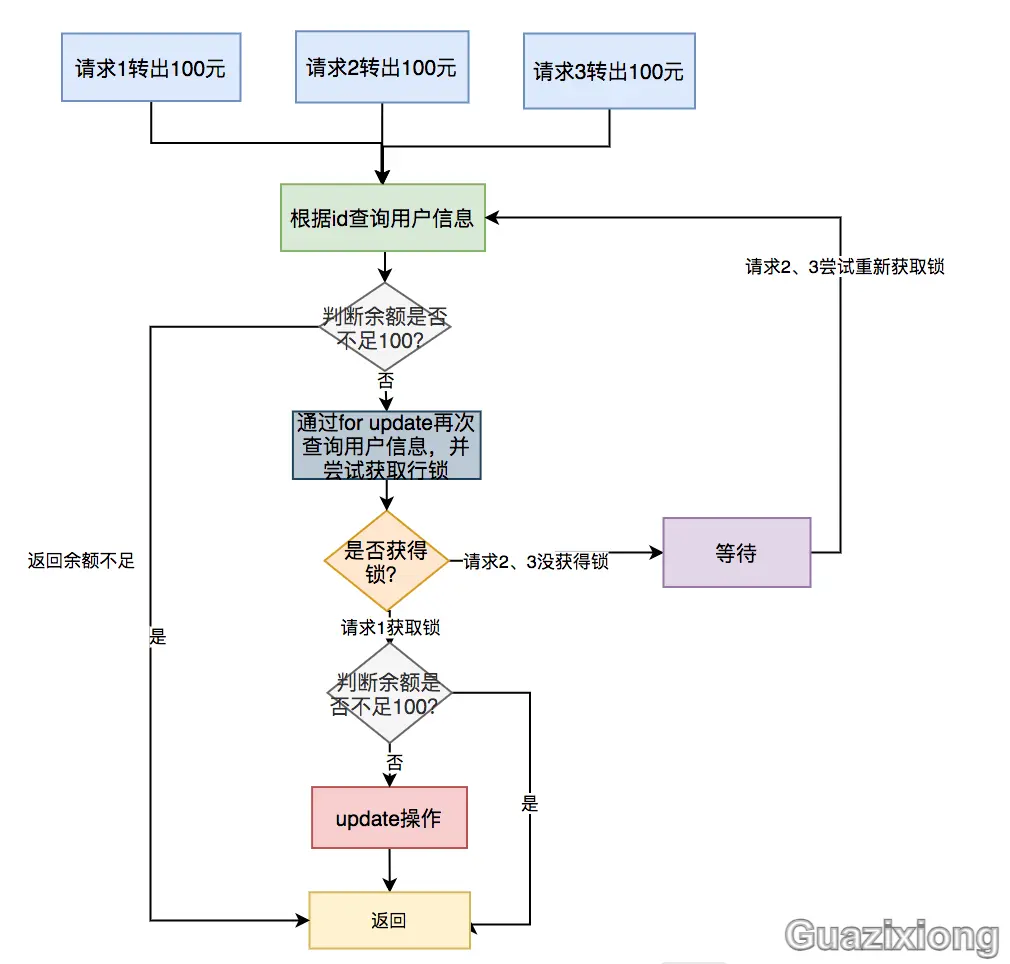 请求1转出100元
请求2转出100元
请求3转出100元
根据id查询用户信息
请求2、3尝试重新获取锁
判断余额是否
不足100?
否
通过for update再次
查询用户信息，并
尝试获取行锁
是否获得
锁?
请求2、3没获得锁
等待
返回余额不足
是
请求1获取锁
判断余额是
否不足100?
否
是
update操作
返回
Guazixiong